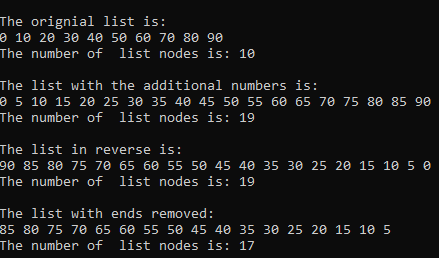 The orignial list is:
0 10 20 30 40 50 60 70 80 90
The number of  list nodes is: 10
The list with the additional numbers is:
0 5 10 15 20 25 30 35 40 45 50 55 60 65 70 75 80 85 90
The number of  list nodes is: 19
The list in reverse is:
90 85 80 75 70 65 60 55 50 45 40 35 30 25 20 15 10 5 0
The number of  list nodes is: 19
The list with ends removed:
85 80 75 70 65 60 55 50 45 40 35 30 25 20 15 10 5
The number of  list nodes is: 17